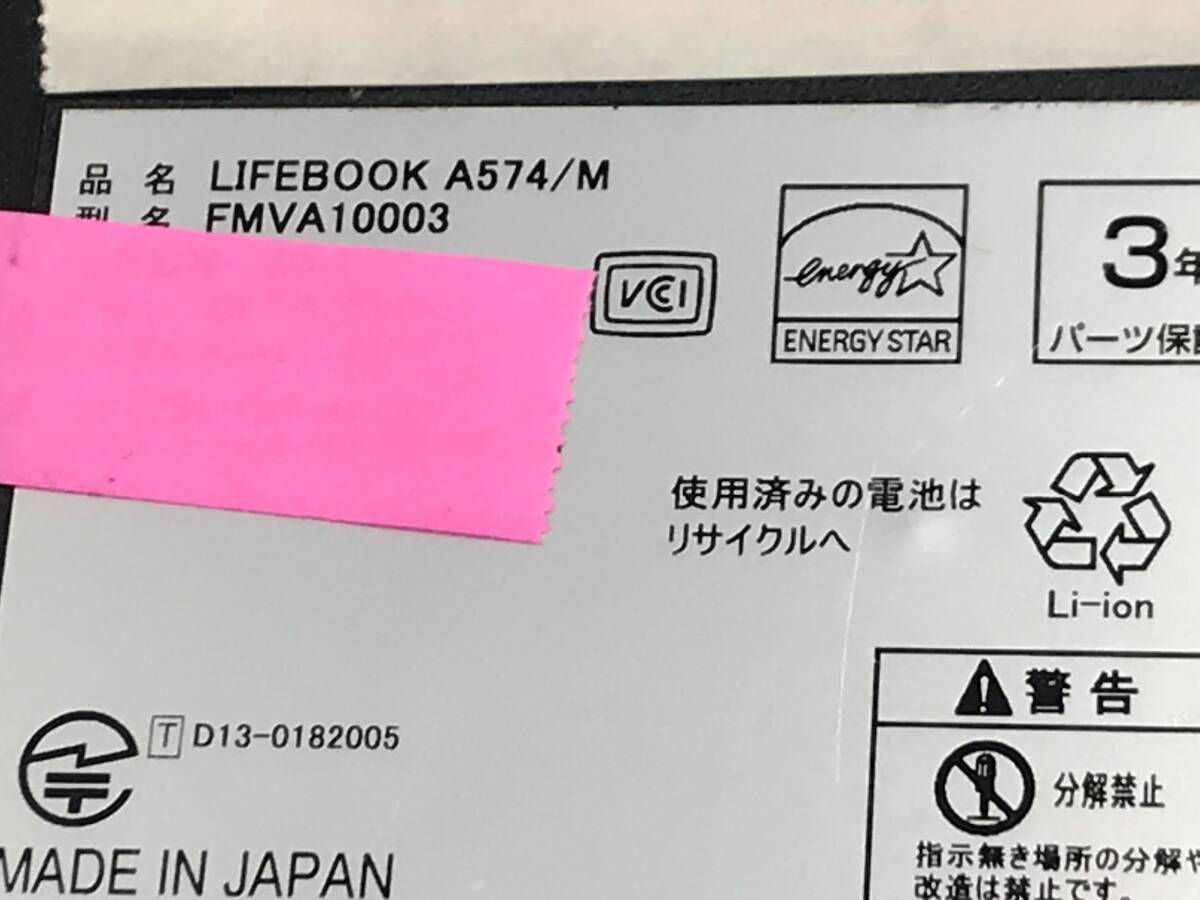 品 名 LIFEBOOK A574/M
型 名 FMVA10003
VCCI
energy
ENERGY STAR
3年
パーツ保証
使用済みの電池は
リサイクルへ
Li-ion
警告
分解禁止
指示無き場所の分解や
改造は禁止です。
T D13-0182005
MADE IN JAPAN